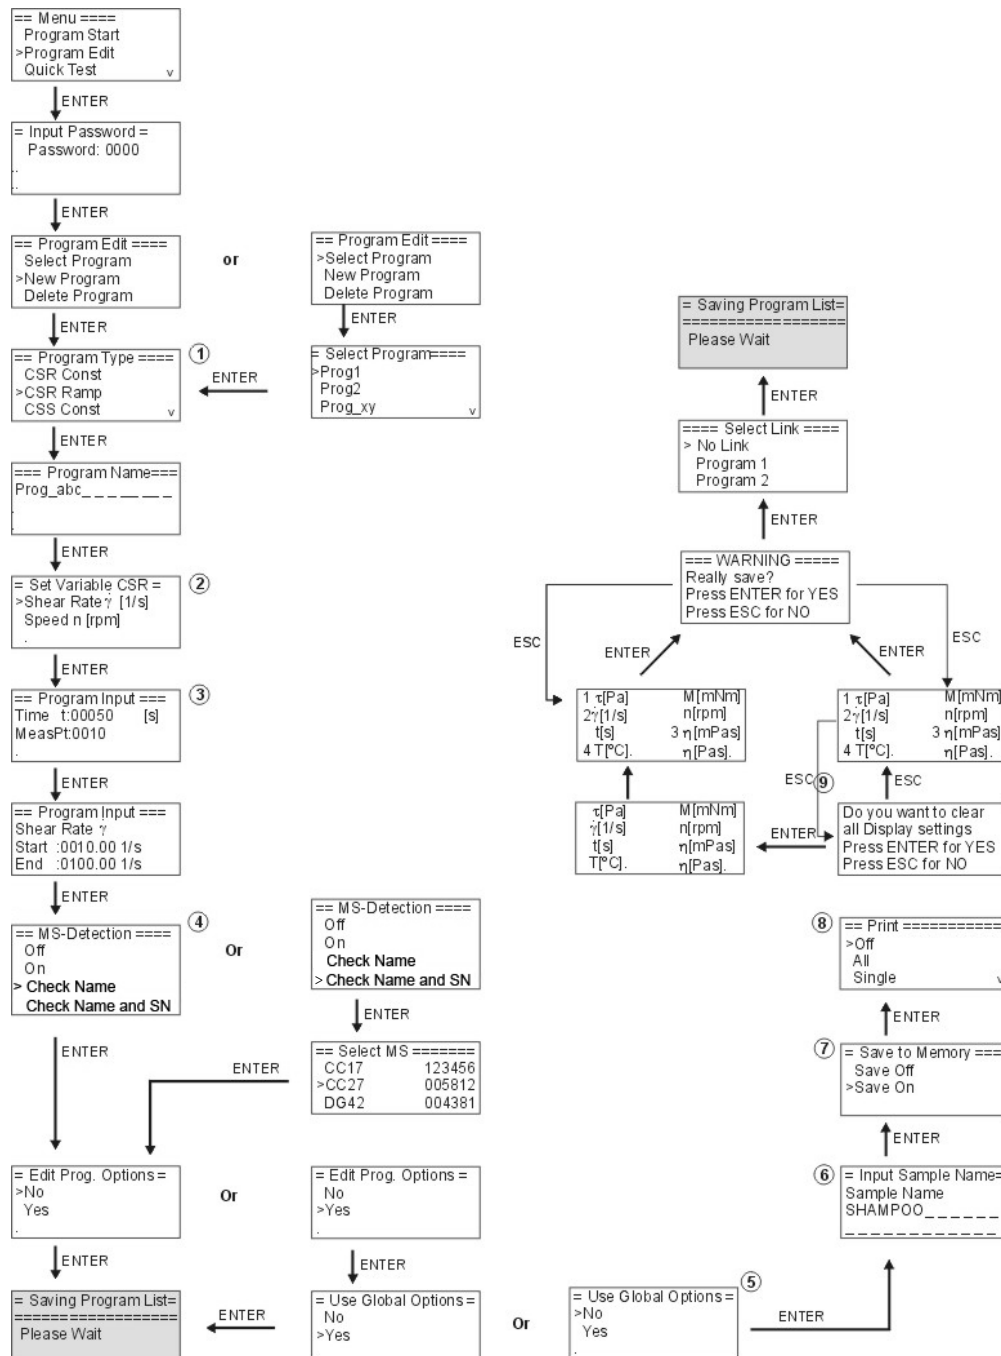 == Menu ====
Program Start
>Program Edit
Quick Test v
ENTER
= Input Password =
Password: 0000
..
..
ENTER
== Program Edit ====
Select Program
>New Program
Delete Program
or
== Program Edit ====
>Select Program
New Program
Delete Program
ENTER
ENTER
== Program Type ====
CSR Const
>CSR Ramp
CSS Const v
1
ENTER
= Select Program====
>Prog1
Prog2
Prog_xy v
ENTER
=== Program Name===
Prog_abc_ _ _ _ _ _ _
.
.
ENTER
= Set Variable CSR =
>Shear Rate γ̇ [1/s]
Speed n [rpm]
.
2
ENTER
== Program Input ===
Time t:00050 [s]
MeasPt:0010
.
3
ENTER
== Program Input ===
Shear Rate γ̇
Start :0010.00 1/s
End :0100.00 1/s
ENTER
== MS-Detection ====
Off
On
> Check Name
Check Name and SN
4
Or
== MS-Detection ====
Off
On
Check Name
> Check Name and SN
ENTER
ENTER
== Select MS =======
CC17 123456
>CC27 005812
DG42 004381
ENTER
= Edit Prog. Options =
>No
Yes
.
Or
= Edit Prog. Options =
No
>Yes
.
ENTER
ENTER
= Saving Program List=
==================
Please Wait
ENTER
= Use Global Options =
No
>Yes
Or
= Use Global Options =
>No
Yes
.
5
ENTER
6
= Input Sample Name=
Sample Name
SHAMPOO_ _ _ _ _ _
_ _ _ _ _ _ _ _ _ _ _ _
ENTER
7
= Save to Memory ===
Save Off
>Save On
ENTER
8
== Print ===========
>Off
All
Single v
Do you want to clear
all Display settings
Press ENTER for YES
Press ESC for NO
9
ESC
ESC
ENTER
τ[Pa] M[mNm]
γ̇[1/s] n[rpm]
t[s] η[mPas]
T[°C]. η[Pas].
1 τ[Pa] M[mNm]
2γ̇[1/s] n[rpm]
t[s] 3 η[mPas]
4 T[°C]. η[Pas].
1 τ[Pa] M[mNm]
2γ̇[1/s] n[rpm]
t[s] 3 η[mPas]
4 T[°C]. η[Pas].
ENTER
ENTER
ESC
ESC
=== WARNING =====
Really save?
Press ENTER for YES
Press ESC for NO
ENTER
==== Select Link ====
> No Link
Program 1
Program 2
ENTER
= Saving Program List=
==================
Please Wait